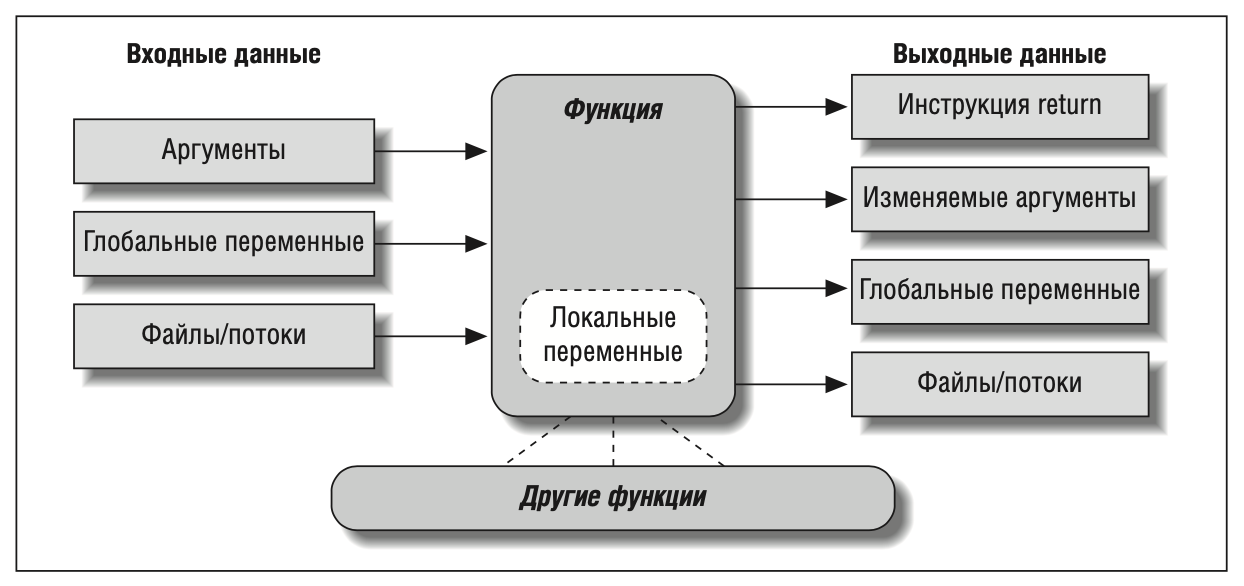 Входные данные
Аргументы
Глобальные переменные
Файлы/потоки
Функция
Локальные
переменные
Выходные данные
Инструкция return
Изменяемые аргументы
Глобальные переменные
Файлы/потоки
Другие функции